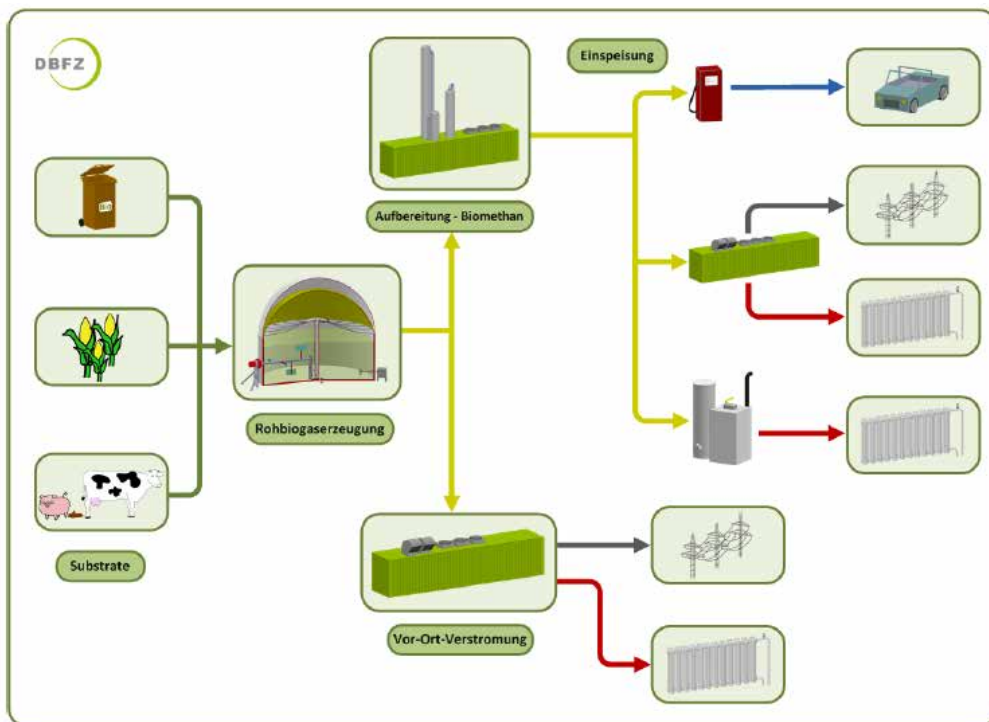 DBFZ
Einspeisung
Aufbereitung - Biomethan
Rohbiogaserzeugung
Substrate
Vor-Ort-Verstromung